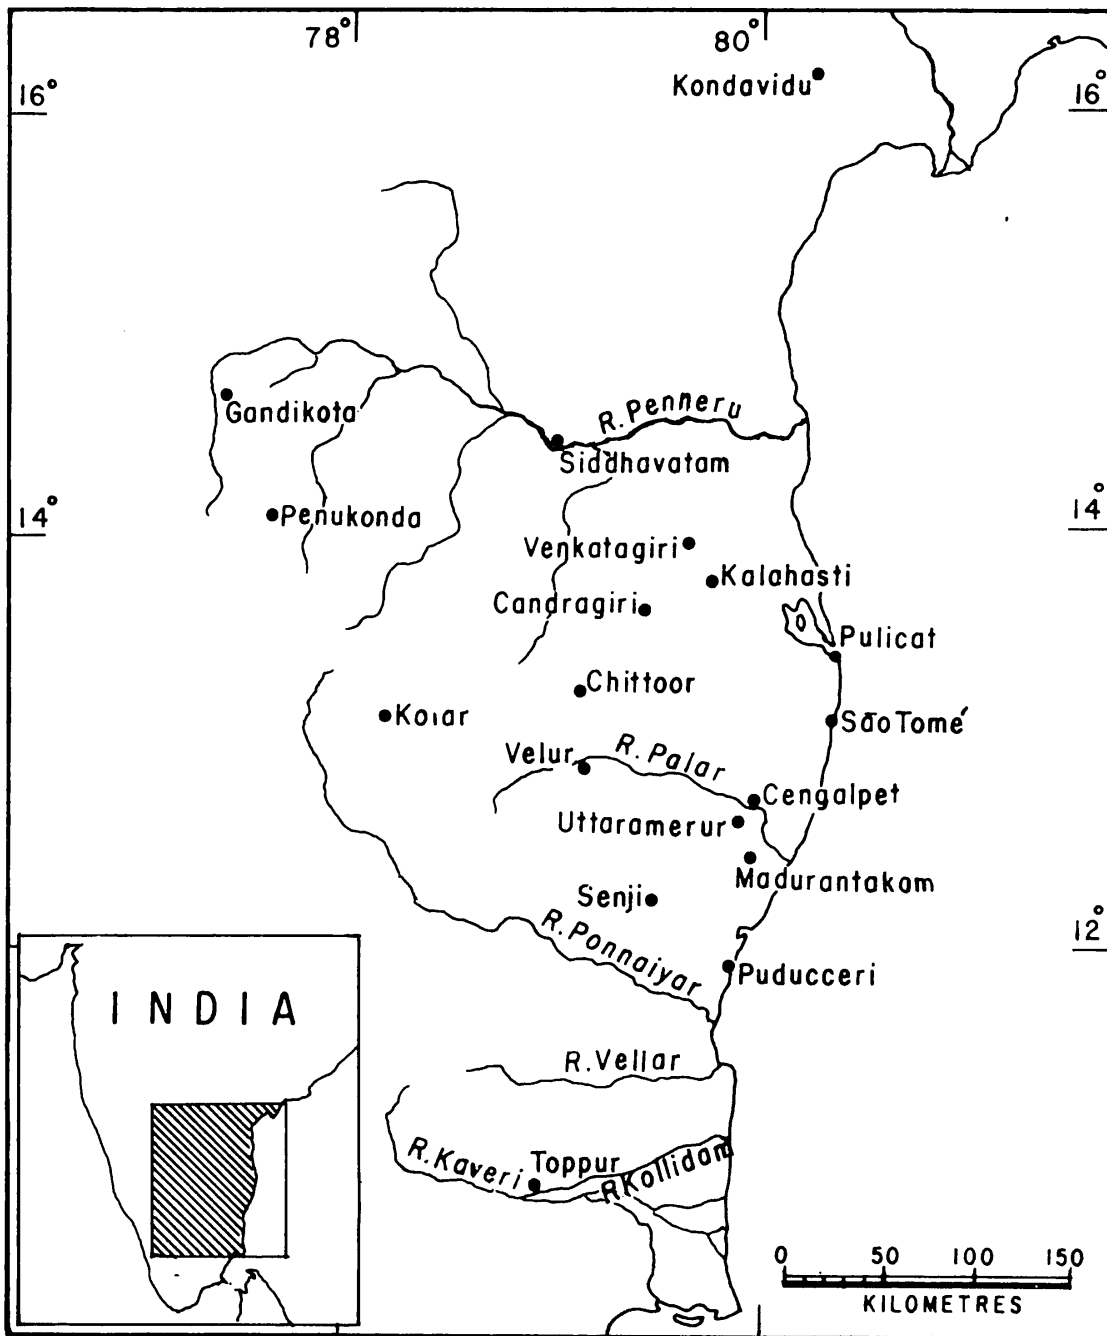 78°
80°
Kondavidu
16°
16°
R. Penneru
Gandikota
Siddhavatam
14°
Penukonda
14°
Venkatagiri
Kalahasti
Candragiri
Pulicat
Chittoor
Kolar
São Tomé
Velur
R. Palar
Cengalpet
Uttaramerur
Madurantakam
Senji
R. Ponnaiyar
12°
Puducceri
INDIA
R. Vellar
R. Kaveri
Toppur
R Kollidam
0 50 100 150
KILOMETRES